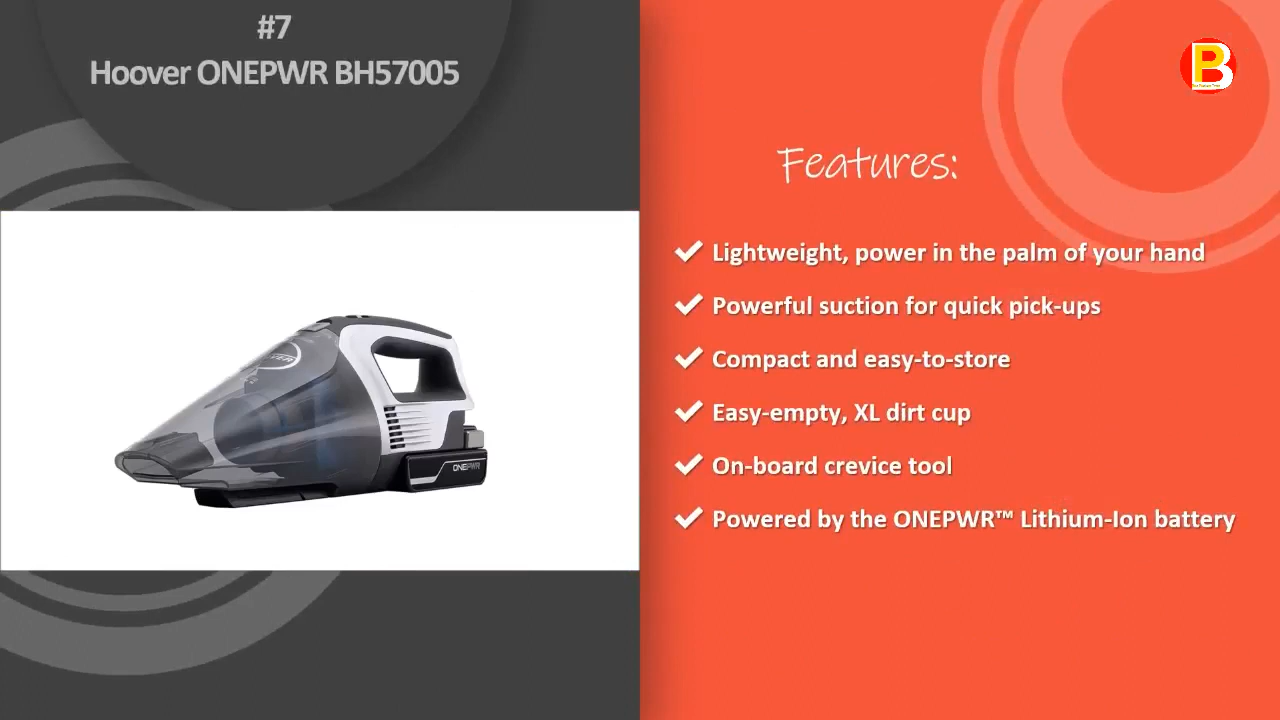 #7
Hoover ONEPWR BH57005
Features:
Lightweight, power in the palm of your hand
Powerful suction for quick pick-ups
Compact and easy-to-store
Easy-empty, XL dirt cup
On-board crevice tool
Powered by the ONEPWR™ Lithium-Ion battery
ONEPWR
B